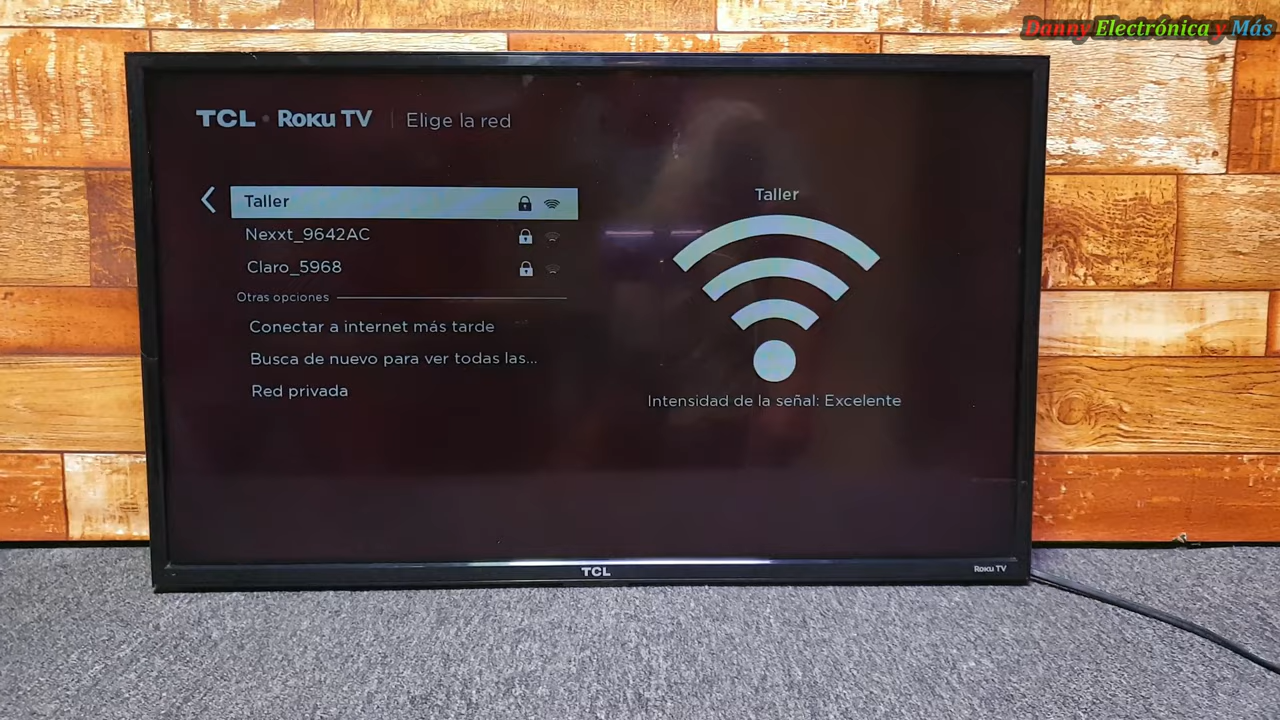 Danny Electrónica y Más
TCL • Roku TV | Elige la red
Taller
Nexxt_9642AC
Claro_5968
Otras opciones
Conectar a internet más tarde
Busca de nuevo para ver todas las...
Red privada
Taller
Intensidad de la señal: Excelente
TCL
Roku TV